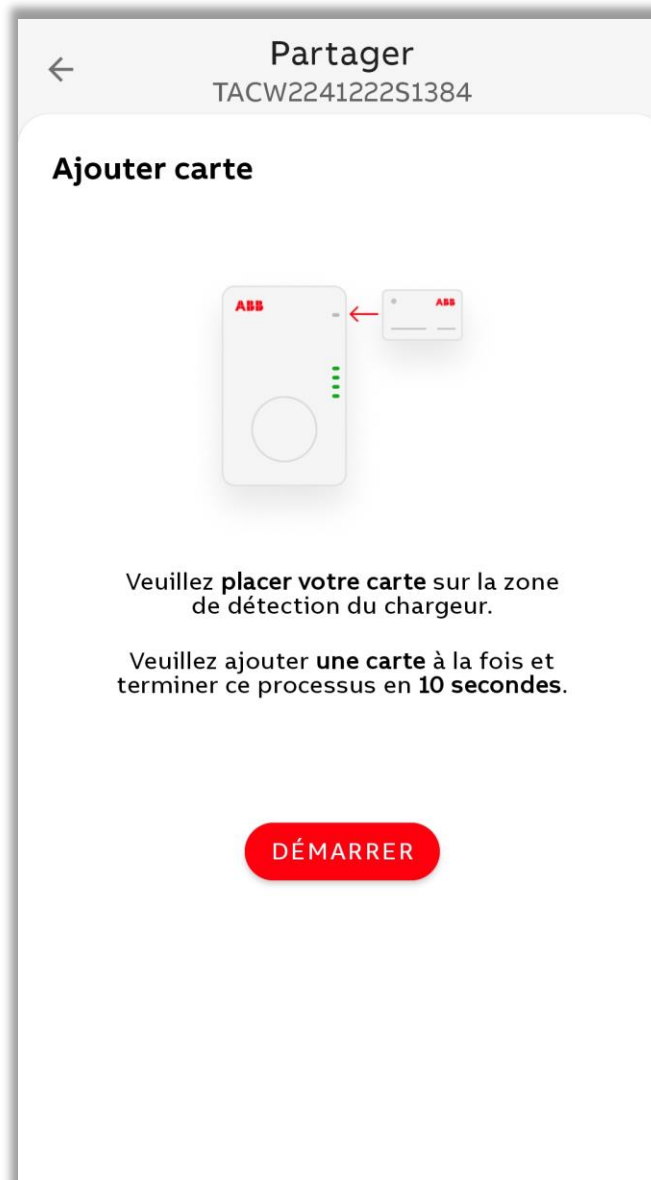 Partager
TACW2241222S1384
Ajouter carte
ABB
ABB
Veuillez placer votre carte sur la zone
de détection du chargeur.
Veuillez ajouter une carte à la fois et
terminer ce processus en 10 secondes.
DÉMARRER